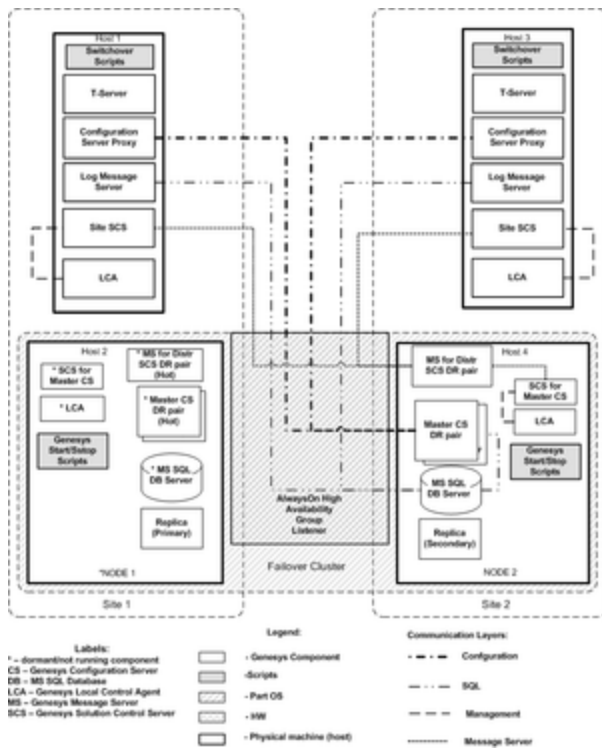 Host 1
Switchover
Scripts
T-Server
Configuration
Server Proxy
Log Message
Server
Site SCS
LCA
Host 3
Switchover
Scripts
T-Server
Configuration
Server Proxy
Log Message
Server
Site SCS
LCA
Host 2
* SCS for
Master CS
* LCA
Genesys
Start/Sstop
Scripts
* MS for Distr
SCS DR pair
(Hot)
* Master CS
DR pair
(Hot)
* MS SQL
DB Server
Replica
(Primary)
*NODE 1
AlwaysOn High
Availability
Group
Listener
Failover Cluster
Host 4
MS for Distr
SCS DR pair
SCS for
Master CS
LCA
Master CS
DR pair
Genesys
Start/Stop
Scripts
MS SQL
DB Server
Replica
(Secondary)
NODE 2
Site 1
Site 2
Labels:
* – dormant/not running component
CS – Genesys Configuration Server
DB – MS SQL Database
LCA – Genesys Local Control Agent
MS – Genesys Message Server
SCS – Genesys Solution Control Server
Legend:
- Genesys Component
-Scripts
- Part OS
- HW
- Physical machine (host)
Communication Layers:
Configuration
SQL
Management
Message Server